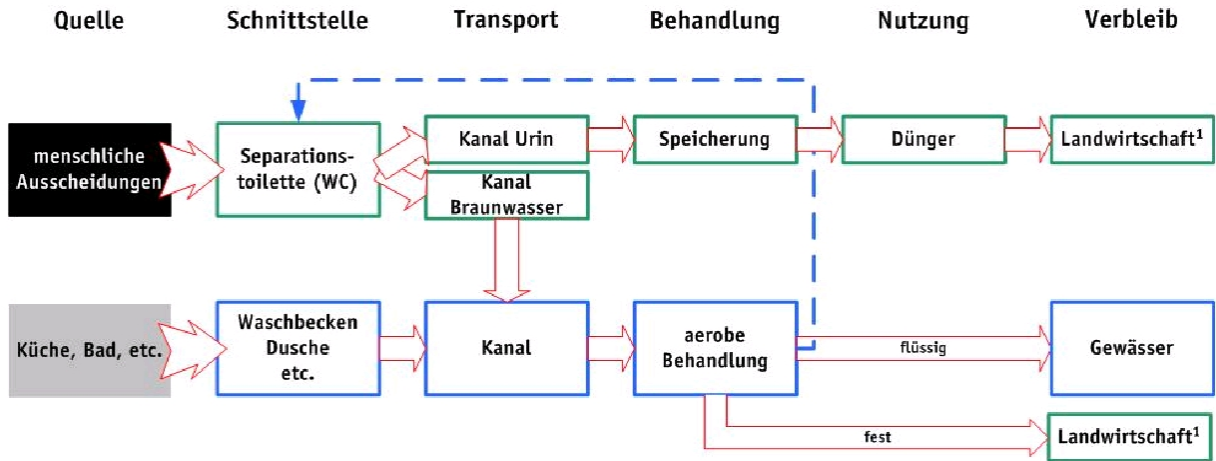 Quelle Schnittstelle Transport Behandlung Nutzung Verbleib
menschliche
Ausscheidungen
Separations-
toilette (WC)
Kanal Urin
Speicherung
Dünger
Landwirtschaft¹
Kanal
Braunwasser
Küche, Bad, etc.
Waschbecken
Dusche
etc.
Kanal
aerobe
Behandlung
flüssig
Gewässer
fest
Landwirtschaft¹